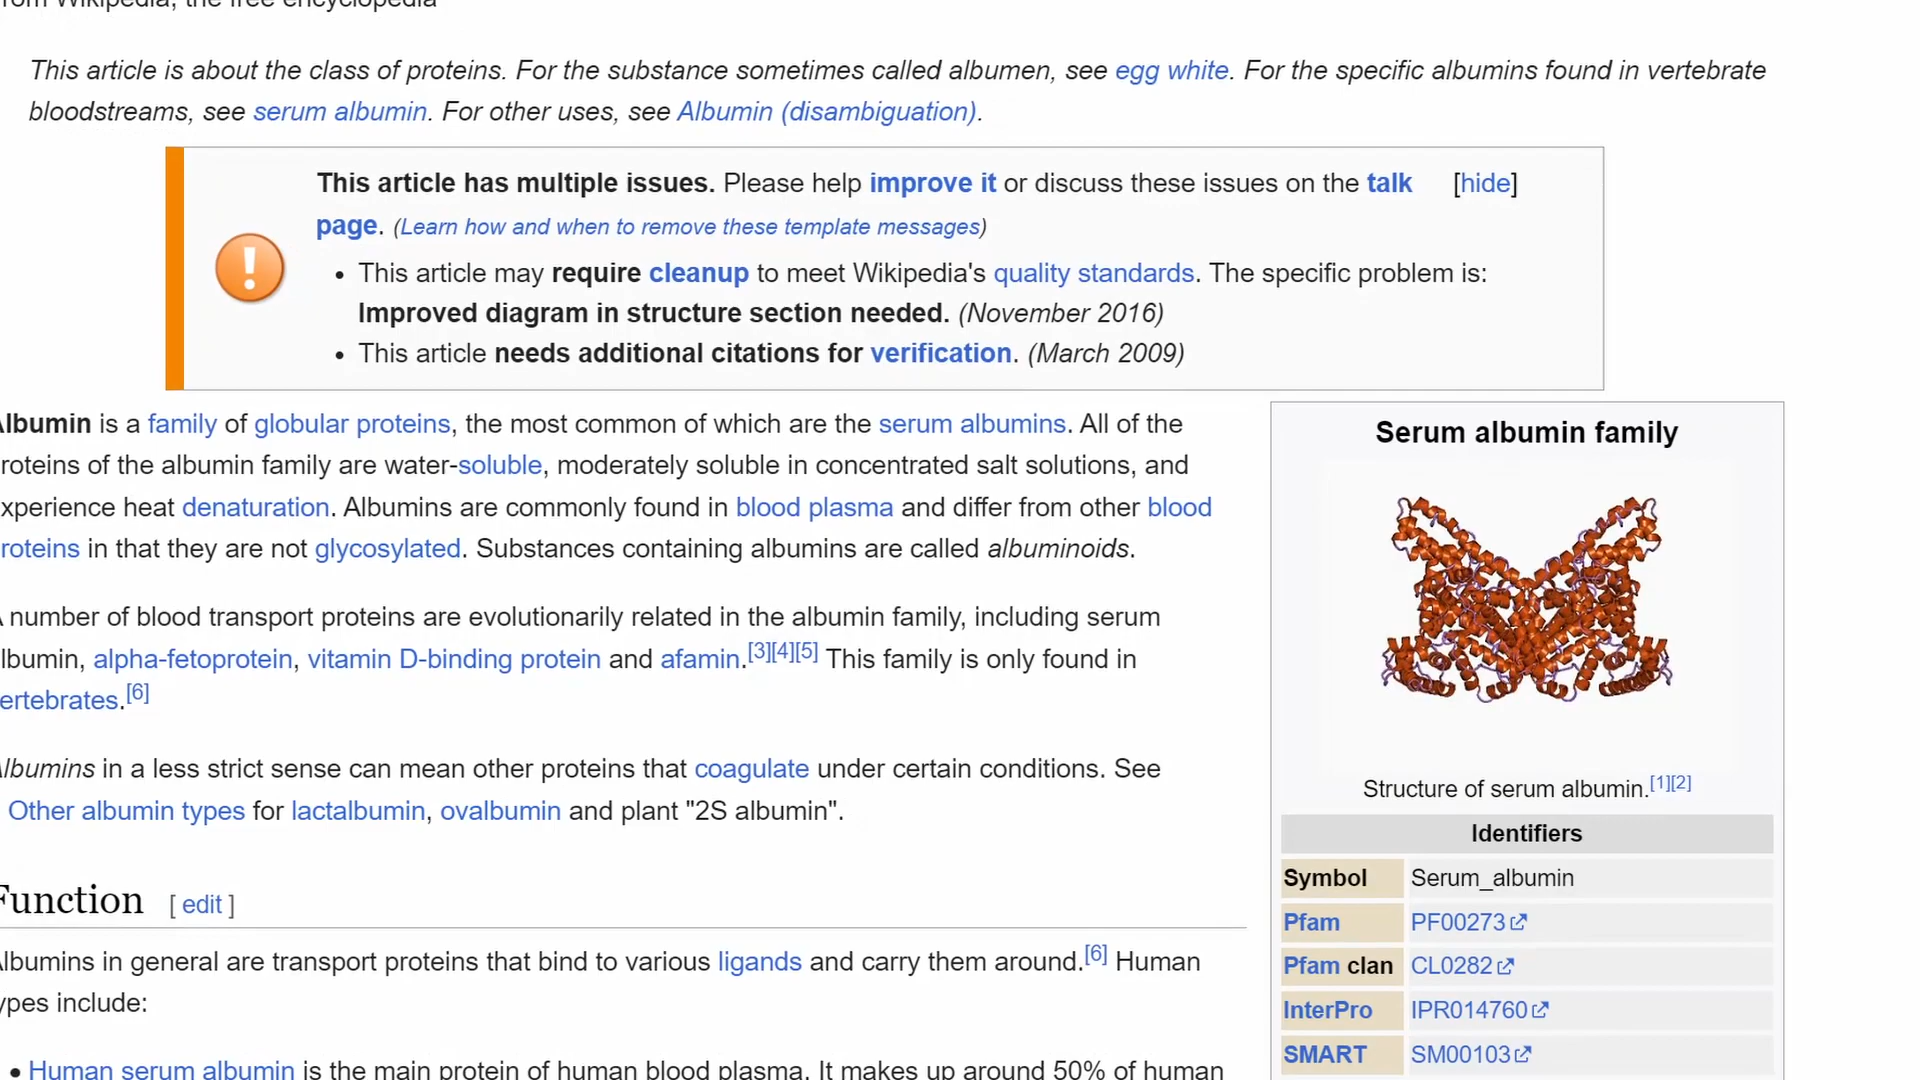 from Wikipedia, the free encyclopedia
This article is about the class of proteins. For the substance sometimes called albumen, see egg white. For the specific albumins found in vertebrate
bloodstreams, see serum albumin. For other uses, see Albumin (disambiguation).
This article has multiple issues. Please help improve it or discuss these issues on the talk [hide]
page. (Learn how and when to remove these template messages)
• This article may require cleanup to meet Wikipedia's quality standards. The specific problem is:
Improved diagram in structure section needed. (November 2016)
• This article needs additional citations for verification. (March 2009)
Albumin is a family of globular proteins, the most common of which are the serum albumins. All of the
roteins of the albumin family are water-soluble, moderately soluble in concentrated salt solutions, and
xperience heat denaturation. Albumins are commonly found in blood plasma and differ from other blood
roteins in that they are not glycosylated. Substances containing albumins are called albuminoids.
A number of blood transport proteins are evolutionarily related in the albumin family, including serum
lbumin, alpha-fetoprotein, vitamin D-binding protein and afamin.[3][4][5] This family is only found in
ertebrates.[6]
Albumins in a less strict sense can mean other proteins that coagulate under certain conditions. See
Other albumin types for lactalbumin, ovalbumin and plant "2S albumin".
Function [ edit ]
Albumins in general are transport proteins that bind to various ligands and carry them around.[6] Human
ypes include:
• Human serum albumin is the main protein of human blood plasma. It makes up around 50% of human
Serum albumin family
Structure of serum albumin.[1][2]
Identifiers
Symbol Serum_albumin
Pfam PF00273
Pfam clan CL0282
InterPro IPR014760
SMART SM00103